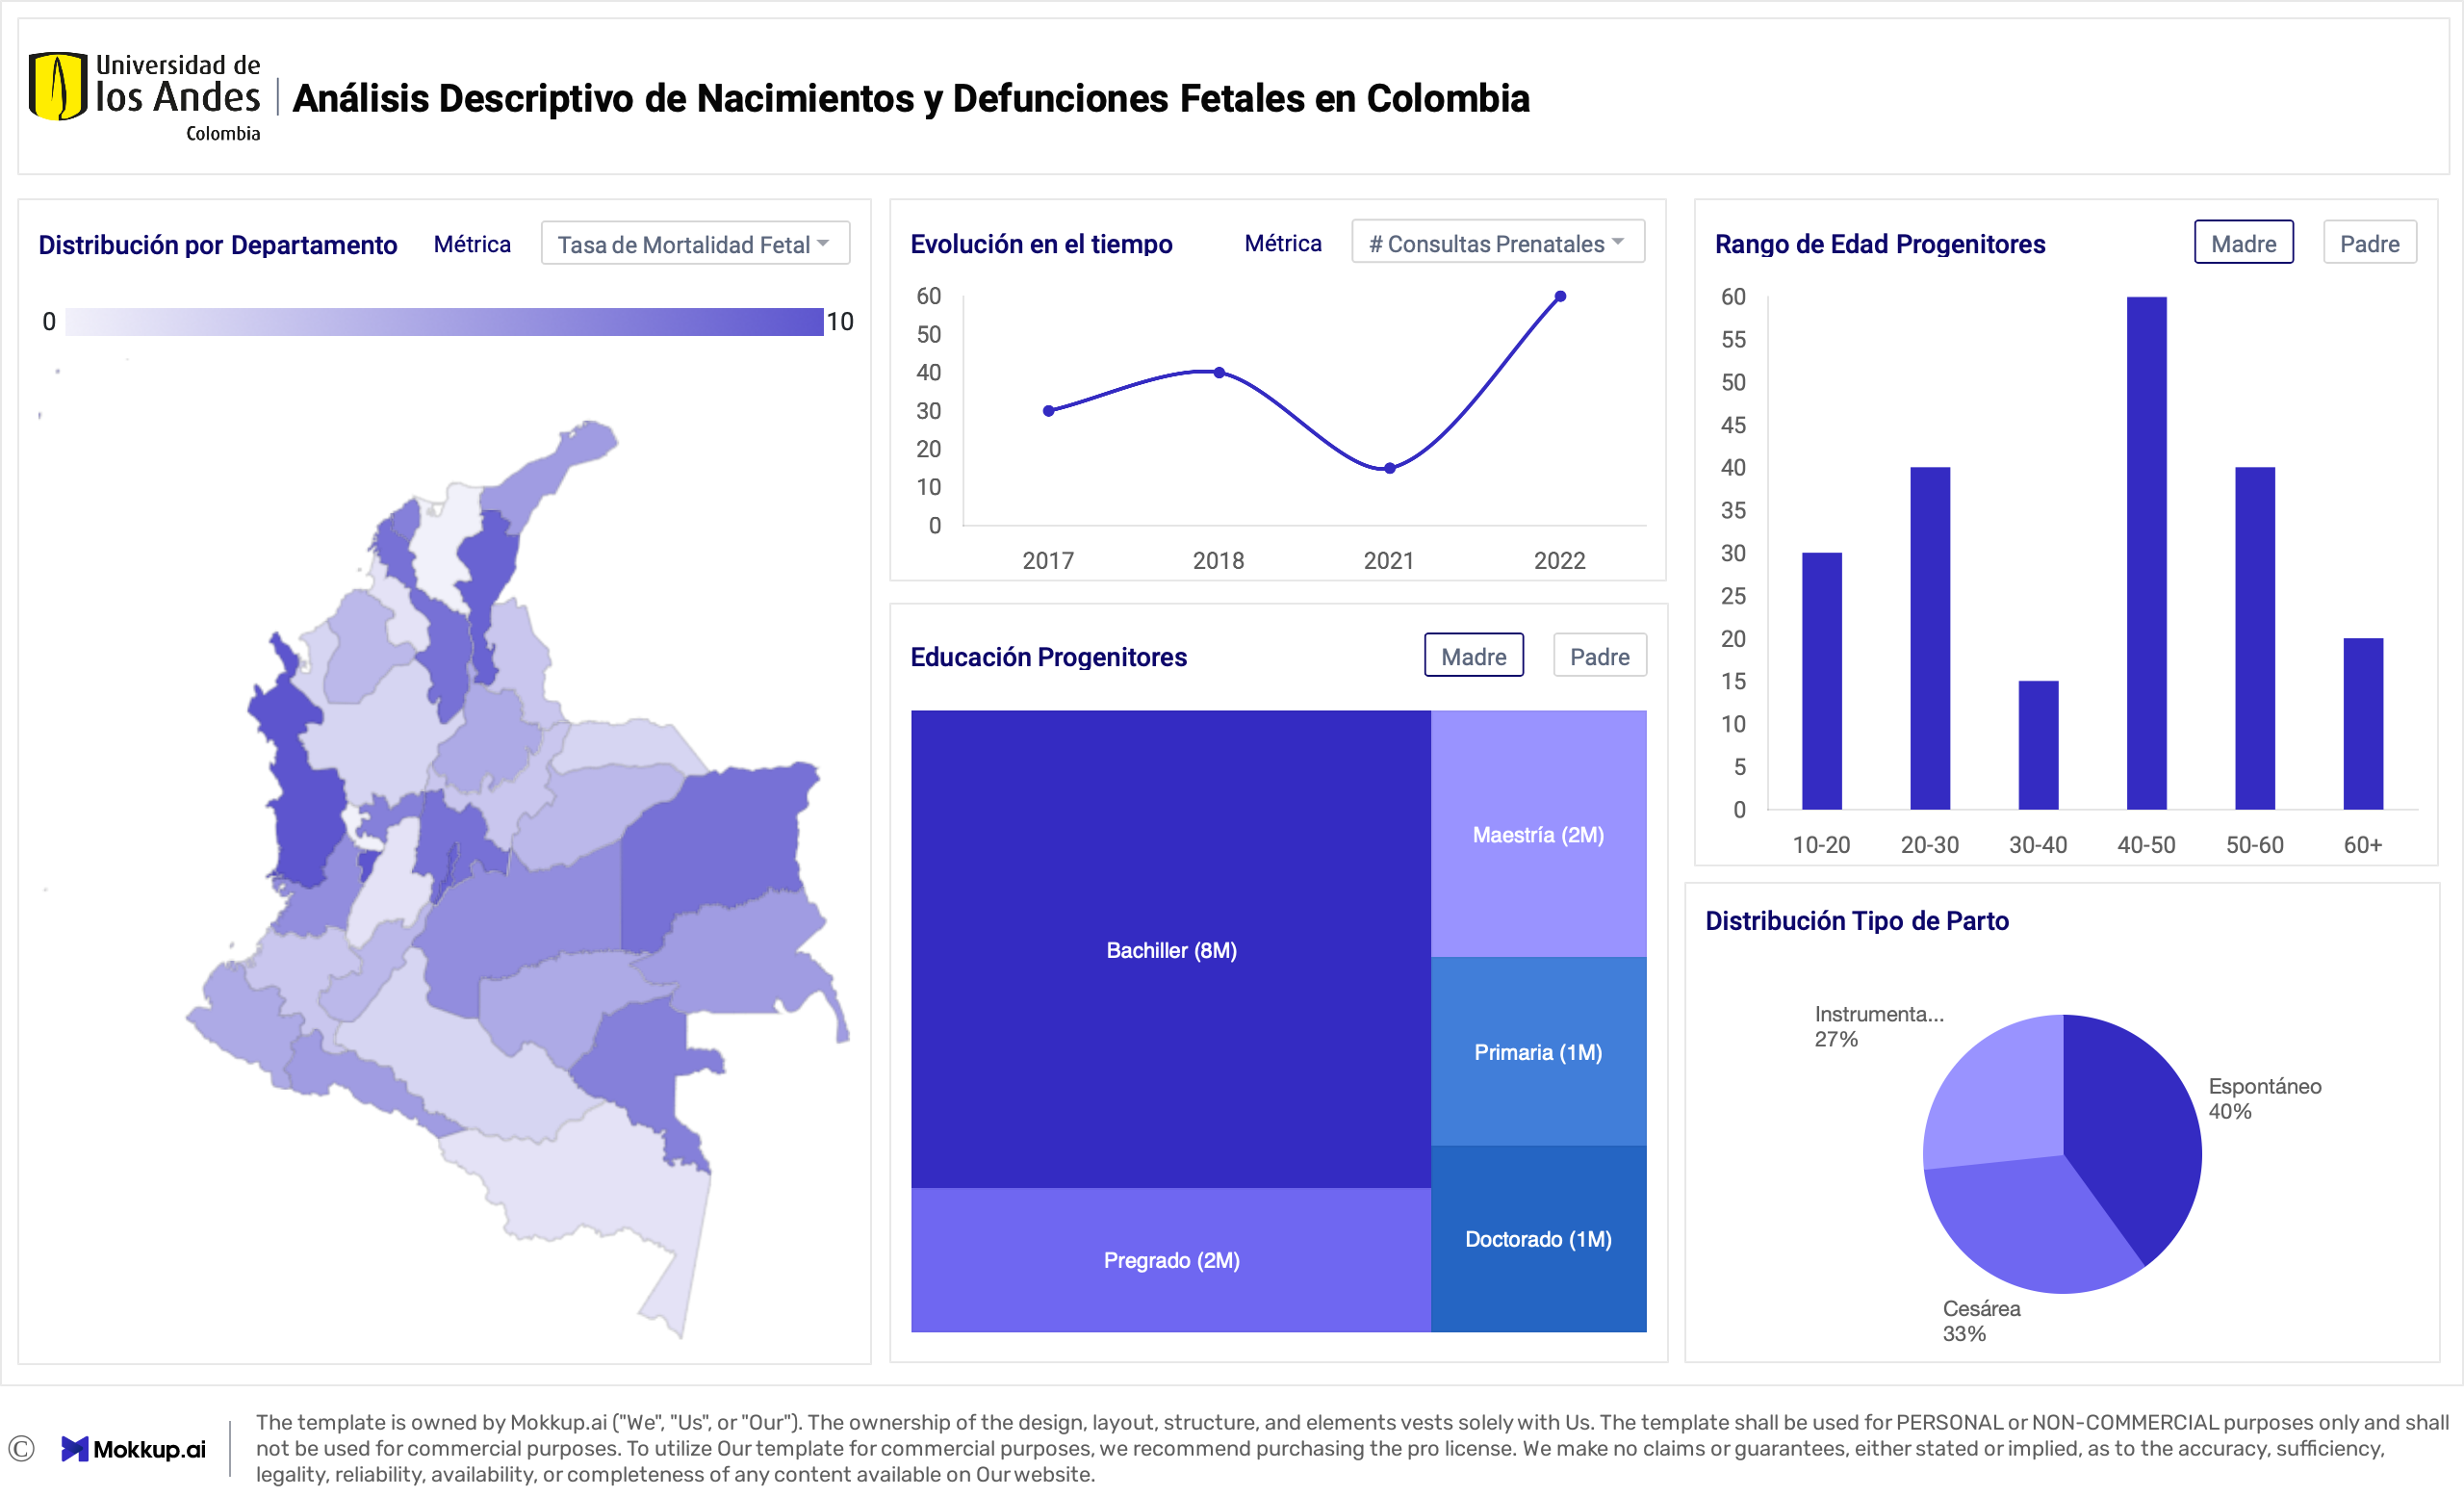 Universidad de
los Andes
Colombia
Análisis Descriptivo de Nacimientos y Defunciones Fetales en Colombia
Distribución por Departamento
Métrica
Tasa de Mortalidad Fetal
0
10
Evolución en el tiempo
Métrica
# Consultas Prenatales
60
50
40
30
20
10
0
2017
2018
2021
2022
Educación Progenitores
Madre
Padre
Bachiller (8M)
Pregrado (2M)
Maestría (2M)
Primaria (1M)
Doctorado (1M)
Rango de Edad Progenitores
Madre
Padre
60
55
50
45
40
35
30
25
20
15
10
5
0
10-20
20-30
30-40
40-50
50-60
60+
Distribución Tipo de Parto
Instrumenta...
27%
Espontáneo
40%
Cesárea
33%
© Mokkup.ai
The template is owned by Mokkup.ai ("We", "Us", or "Our"). The ownership of the design, layout, structure, and elements vests solely with Us. The template shall be used for PERSONAL or NON-COMMERCIAL purposes only and shall
not be used for commercial purposes. To utilize Our template for commercial purposes, we recommend purchasing the pro license. We make no claims or guarantees, either stated or implied, as to the accuracy, sufficiency,
legality, reliability, availability, or completeness of any content available on Our website.